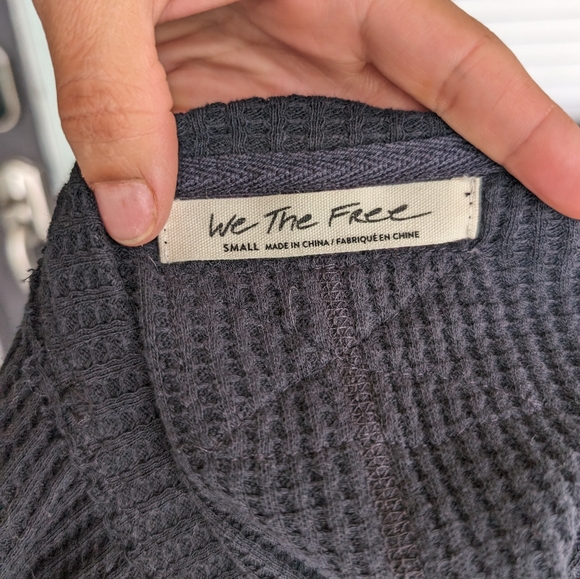 We The Free
SMALL MADE IN CHINA / FABRIQUÉ EN CHINE